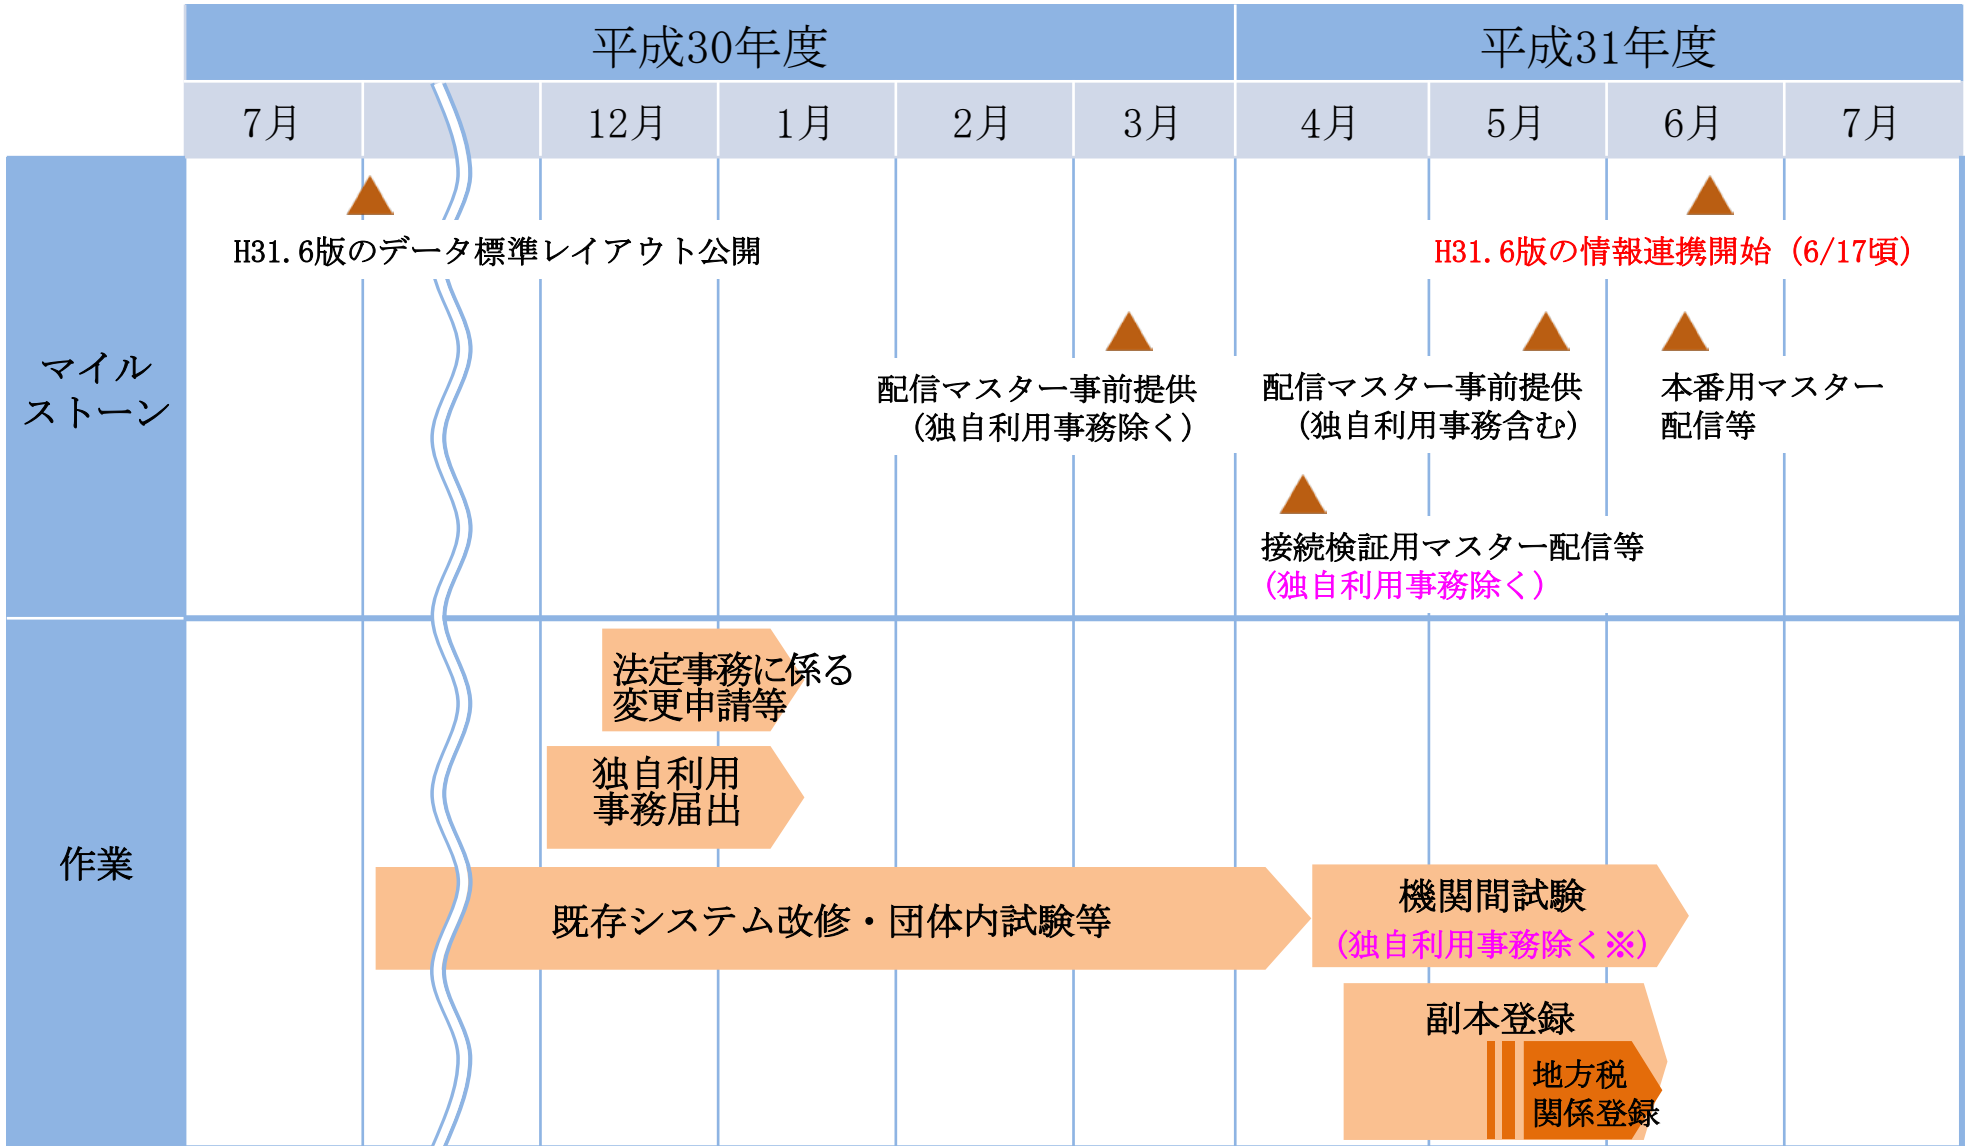 平成30年度
平成31年度
7月
12月
1月
2月
3月
4月
5月
6月
7月
マイル
ストーン
H31.6版のデータ標準レイアウト公開
H31.6版の情報連携開始（6/17頃）
配信マスター事前提供
（独自利用事務除く）
配信マスター事前提供
（独自利用事務含む）
本番用マスター
配信等
接続検証用マスター配信等
（独自利用事務除く）
作業
法定事務に係る
変更申請等
独自利用
事務届出
既存システム改修・団体内試験等
機関間試験
（独自利用事務除く※）
副本登録
地方税
関係登録